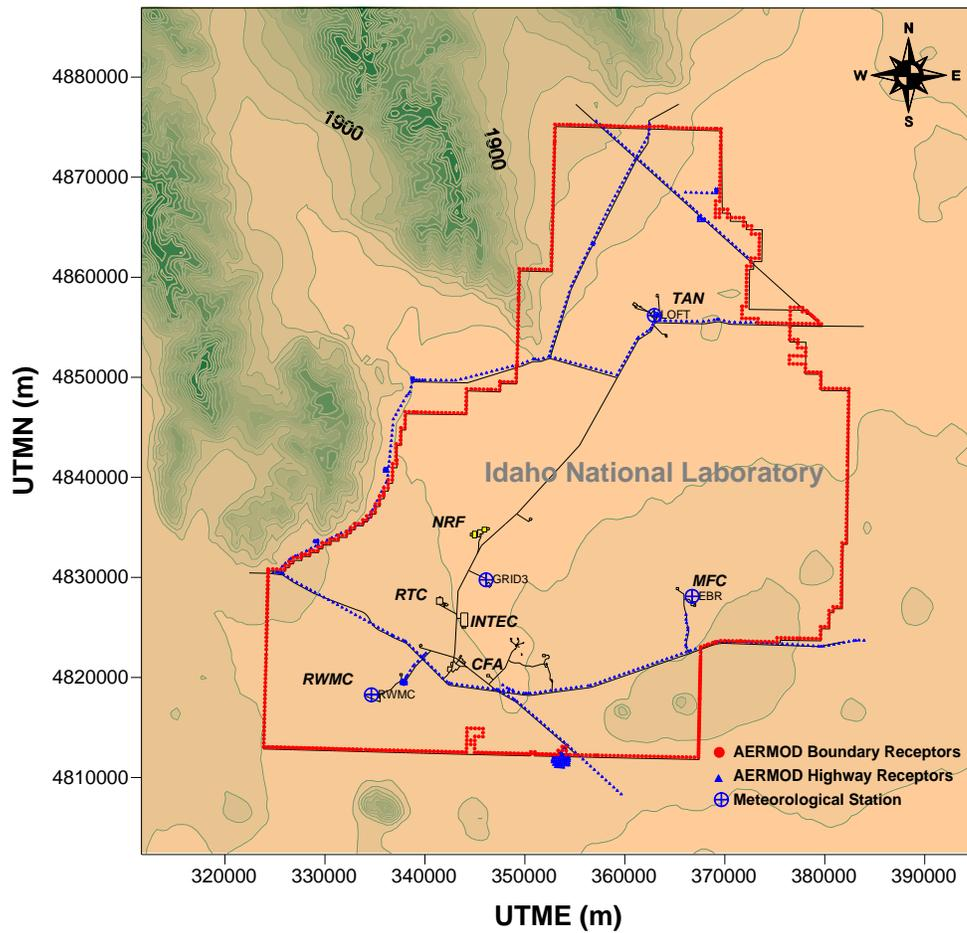 N
W E
S
1900
1900
4880000
4870000
4860000
4850000
4840000
4830000
4820000
4810000
UTMN (m)
TAN
LOFT
Idaho National Laboratory
NRF
GRID3
MFC
EBR
RTC
INTEC
CFA
RWMC
RWMC
AERMOD Boundary Receptors
AERMOD Highway Receptors
Meteorological Station
320000 330000 340000 350000 360000 370000 380000 390000
UTME (m)